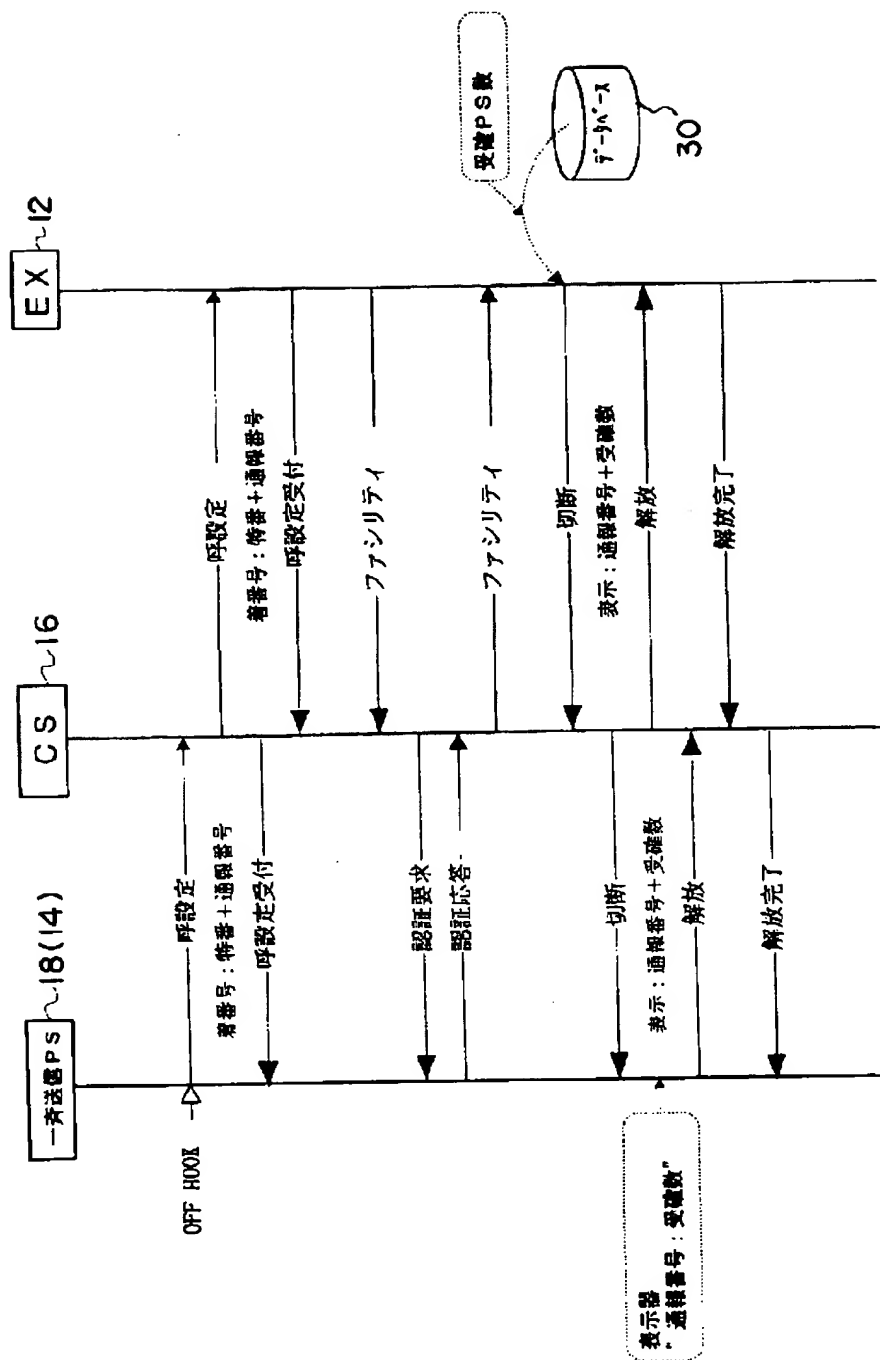 一斉送信PS 18(14)
CS 16
EX 12
OFF HOOK
呼設定
着番号:特番+通報番号
呼設定受付
呼設定
着番号:特番+通報番号
呼設定受付
ファシリティ
認証要求
認証応答
ファシリティ
受確PS数
データベース
30
切断
表示:通報番号+受確数
解放
解放完了
切断
表示:通報番号+受確数
解放
解放完了
表示器
"通報番号:受確数"